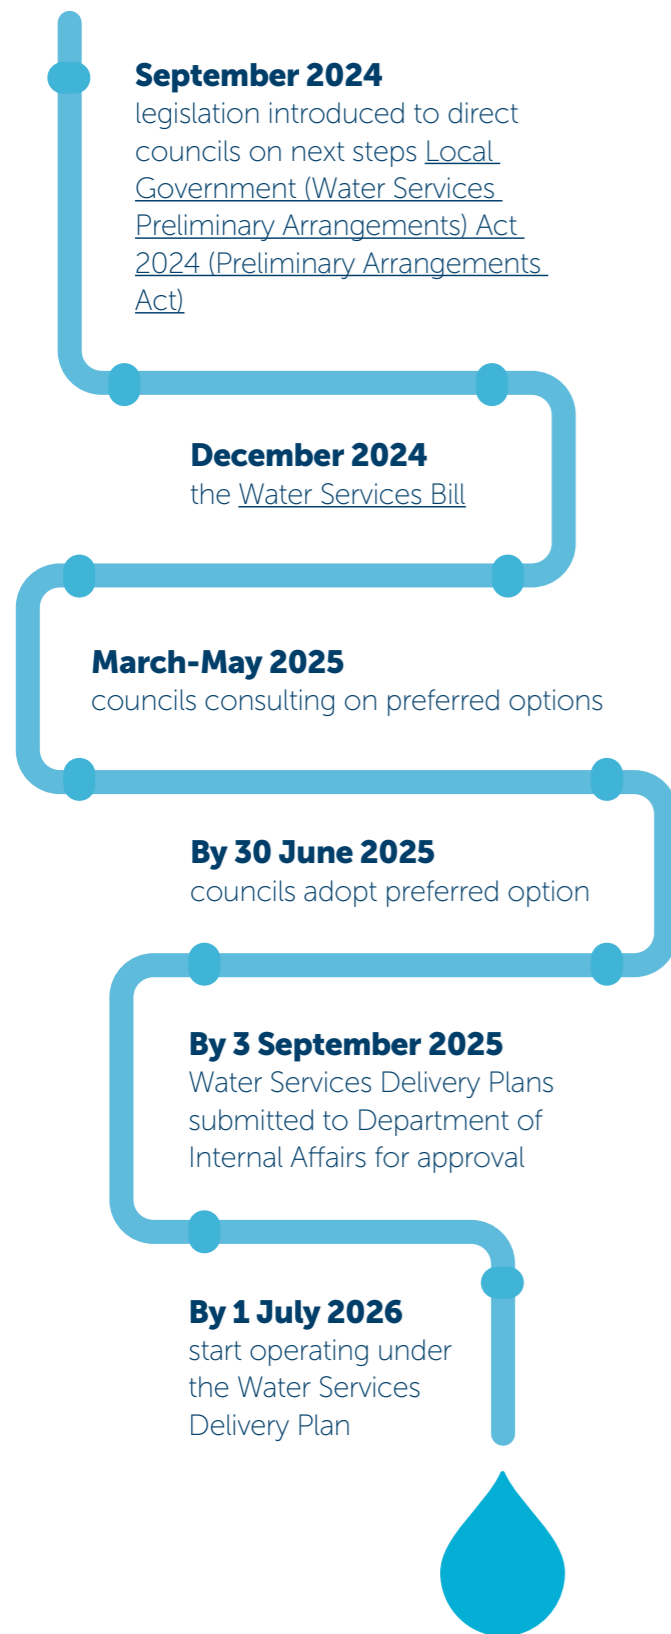 September 2024
legislation introduced to direct
councils on next steps Local
Government (Water Services
Preliminary Arrangements) Act
2024 (Preliminary Arrangements
Act)
December 2024
the Water Services Bill
March-May 2025
councils consulting on preferred options
By 30 June 2025
councils adopt preferred option
By 3 September 2025
Water Services Delivery Plans
submitted to Department of
Internal Affairs for approval
By 1 July 2026
start operating under
the Water Services
Delivery Plan